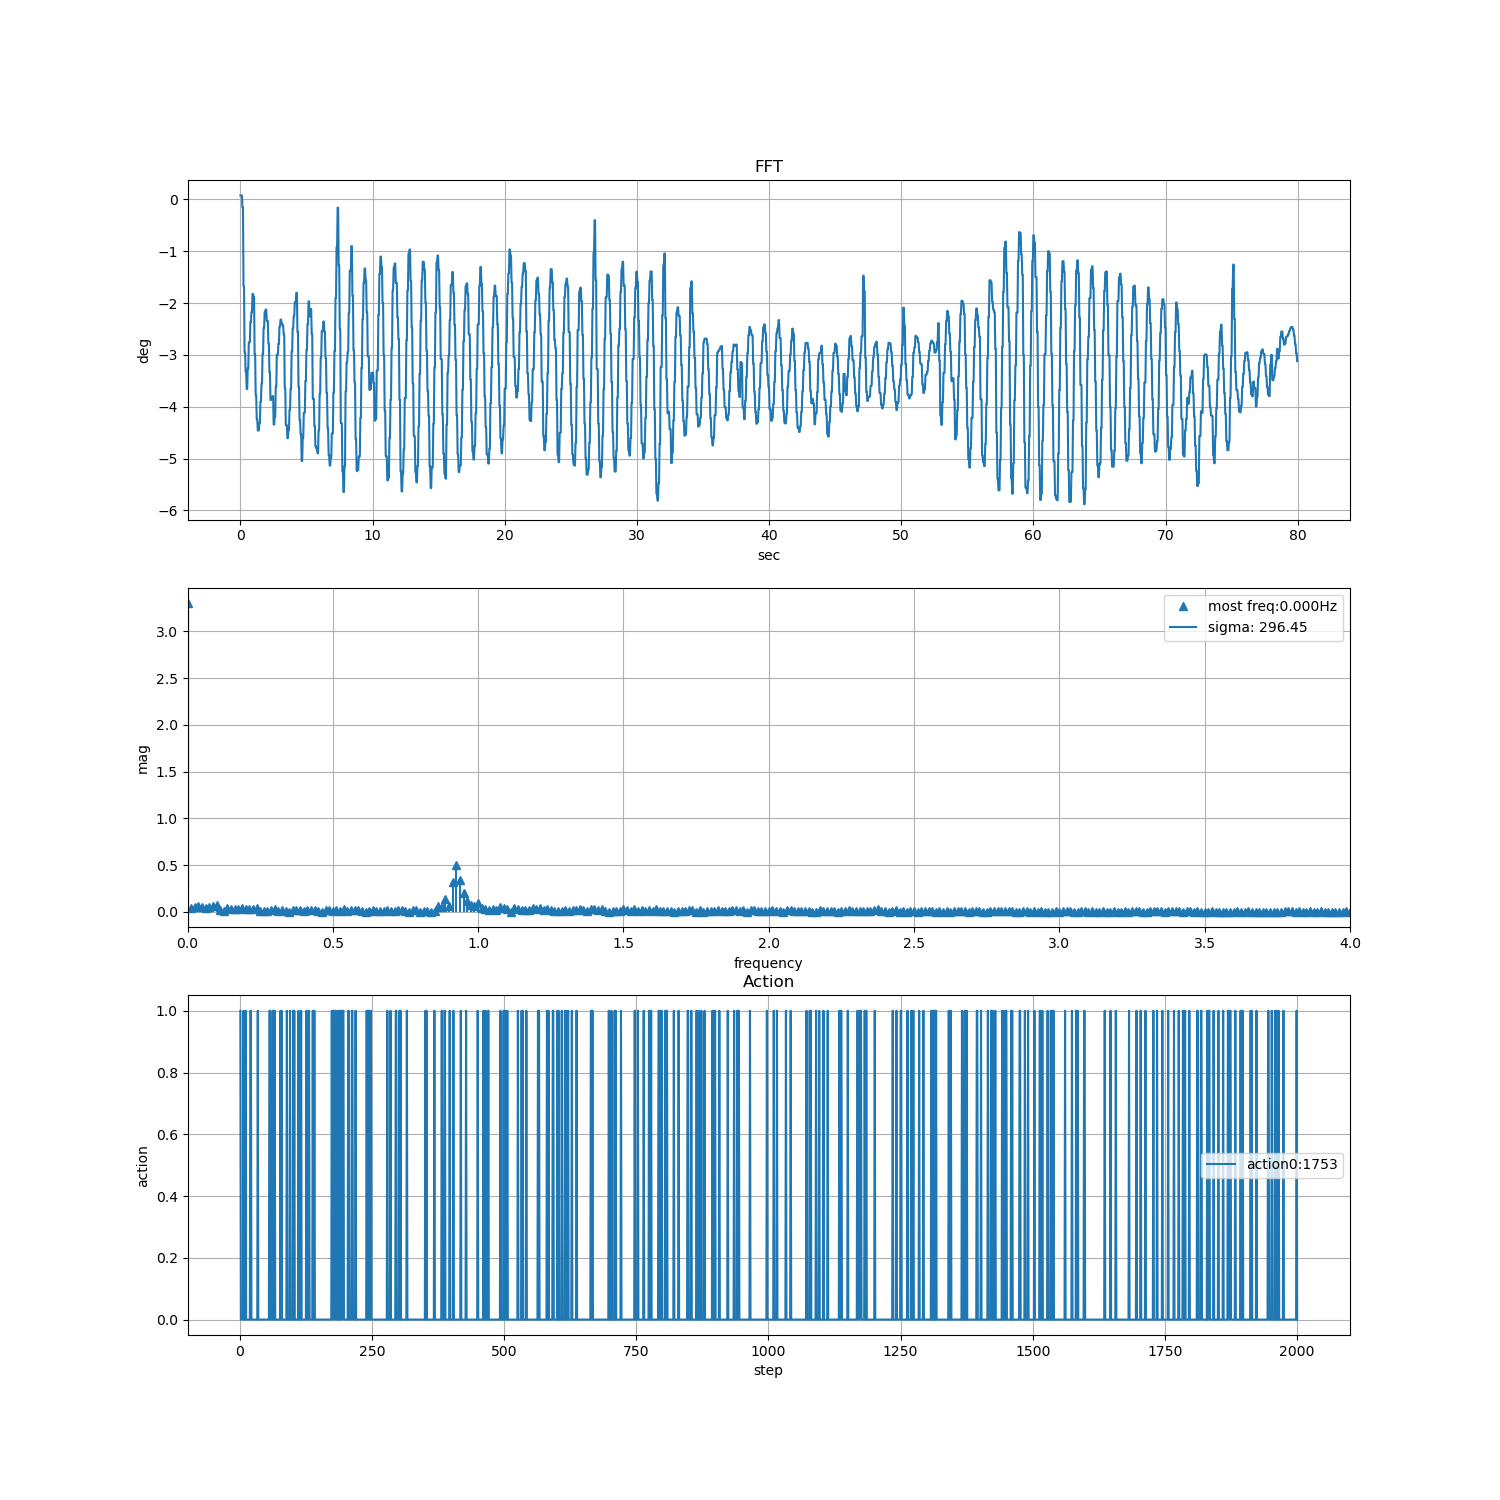 FFT
0
−1
−2
−3
−4
−5
−6
deg
0 10 20 30 40 50 60 70 80
sec
3.0
2.5
2.0
1.5
1.0
0.5
0.0
mag
most freq:0.000Hz
sigma: 296.45
0.0 0.5 1.0 1.5 2.0 2.5 3.0 3.5 4.0
frequency
Action
1.0
0.8
0.6
0.4
0.2
0.0
action
action0:1753
0 250 500 750 1000 1250 1500 1750 2000
step